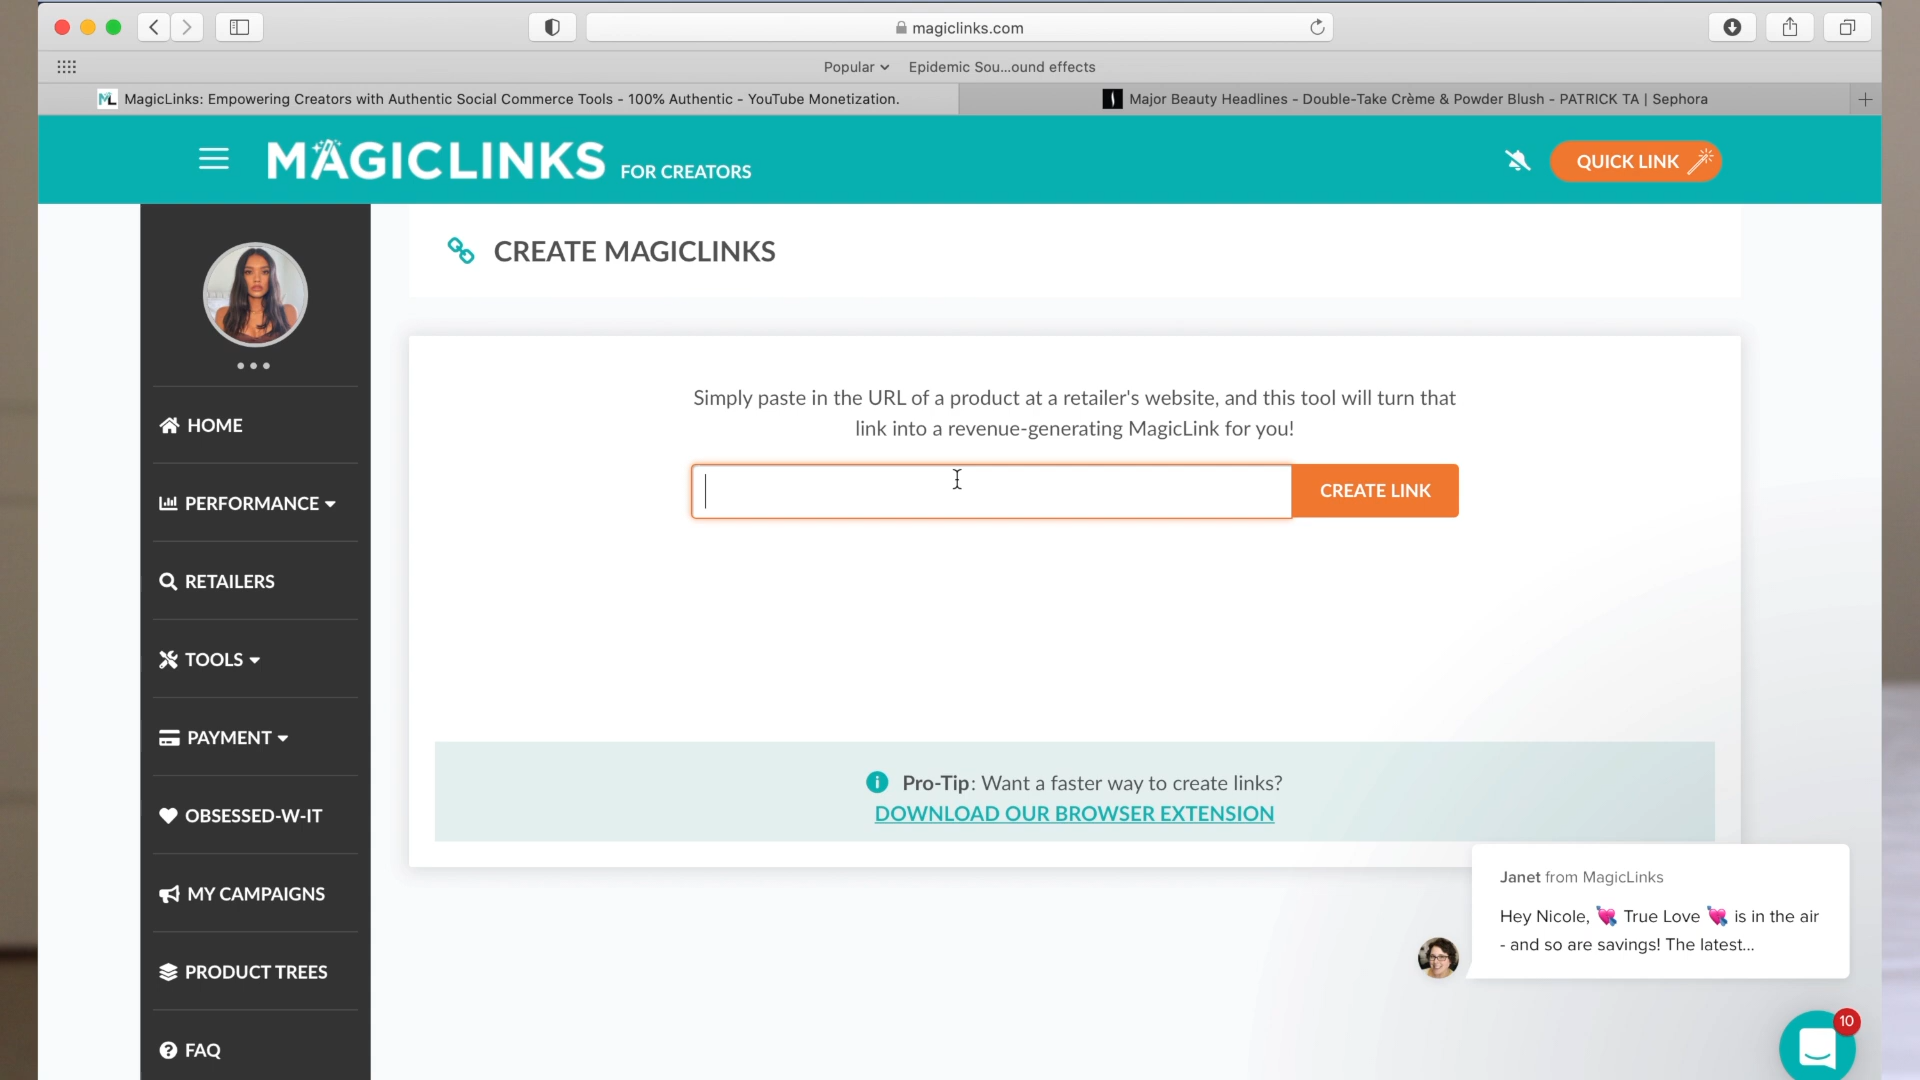 magiclinks.com
Popular
Epidemic Sou...ound effects
ML MagicLinks: Empowering Creators with Authentic Social Commerce Tools - 100% Authentic - YouTube Monetization.
Major Beauty Headlines - Double-Take Crème & Powder Blush - PATRICK TA | Sephora
MAGICLINKS FOR CREATORS
QUICK LINK
CREATE MAGICLINKS
HOME
PERFORMANCE
RETAILERS
TOOLS
PAYMENT
OBSESSED-W-IT
MY CAMPAIGNS
PRODUCT TREES
FAQ
Simply paste in the URL of a product at a retailer's website, and this tool will turn that
link into a revenue-generating MagicLink for you!
CREATE LINK
Pro-Tip: Want a faster way to create links?
DOWNLOAD OUR BROWSER EXTENSION
Janet from MagicLinks
Hey Nicole, 💘 True Love 💘 is in the air
- and so are savings! The latest...
10